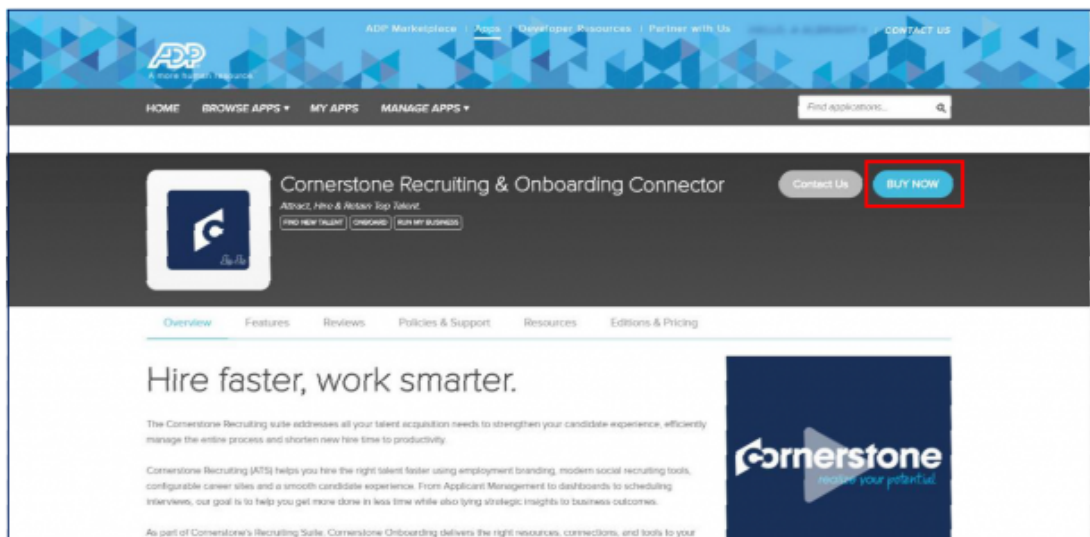 ADP Marketplace | Apps | Developer Resources | Partner with Us
| CONTACT US
ADP
A more human resource.
HOME BROWSE APPS ▾ MY APPS MANAGE APPS ▾
Find applications...
Cornerstone Recruiting & Onboarding Connector
Attract, Hire & Retain Top Talent.
FIND NEW TALENT ONBOARD RUN MY BUSINESS
Contact Us BUY NOW
Overview Features Reviews Policies & Support Resources Editions & Pricing
Hire faster, work smarter.
The Cornerstone Recruiting suite addresses all your talent acquisition needs to strengthen your candidate experience, efficiently
manage the entire process and shorten new hire time to productivity.
Cornerstone Recruiting (ATS) helps you hire the right talent faster using employment branding, modern social recruiting tools,
configurable career sites and a smooth candidate experience. From Applicant Management to dashboards to scheduling
interviews, our goal is to help you get more done in less time while also tying strategic insights to business outcomes.
As part of Cornerstone's Recruiting Suite, Cornerstone Onboarding delivers the right resources, connections, and tools to your
cornerstone
realize your potential